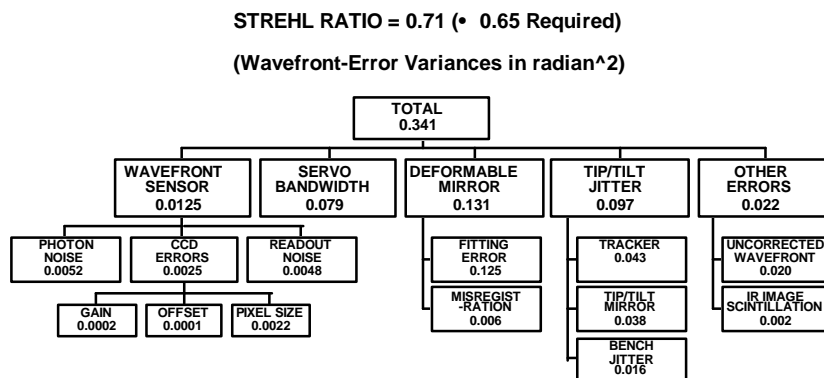 STREHL RATIO = 0.71 (• 0.65 Required)
(Wavefront-Error Variances in radian^2)
TOTAL
0.341
WAVEFRONT
SENSOR
0.0125
SERVO
BANDWIDTH
0.079
DEFORMABLE
MIRROR
0.131
TIP/TILT
JITTER
0.097
OTHER
ERRORS
0.022
PHOTON
NOISE
0.0052
CCD
ERRORS
0.0025
READOUT
NOISE
0.0048
FITTING
ERROR
0.125
TRACKER
0.043
UNCORRECTED
WAVEFRONT
0.020
GAIN
0.0002
OFFSET
0.0001
PIXEL SIZE
0.0022
MISREGIST
-RATION
0.006
TIP/TILT
MIRROR
0.038
IR IMAGE
SCINTILLATION
0.002
BENCH
JITTER
0.016